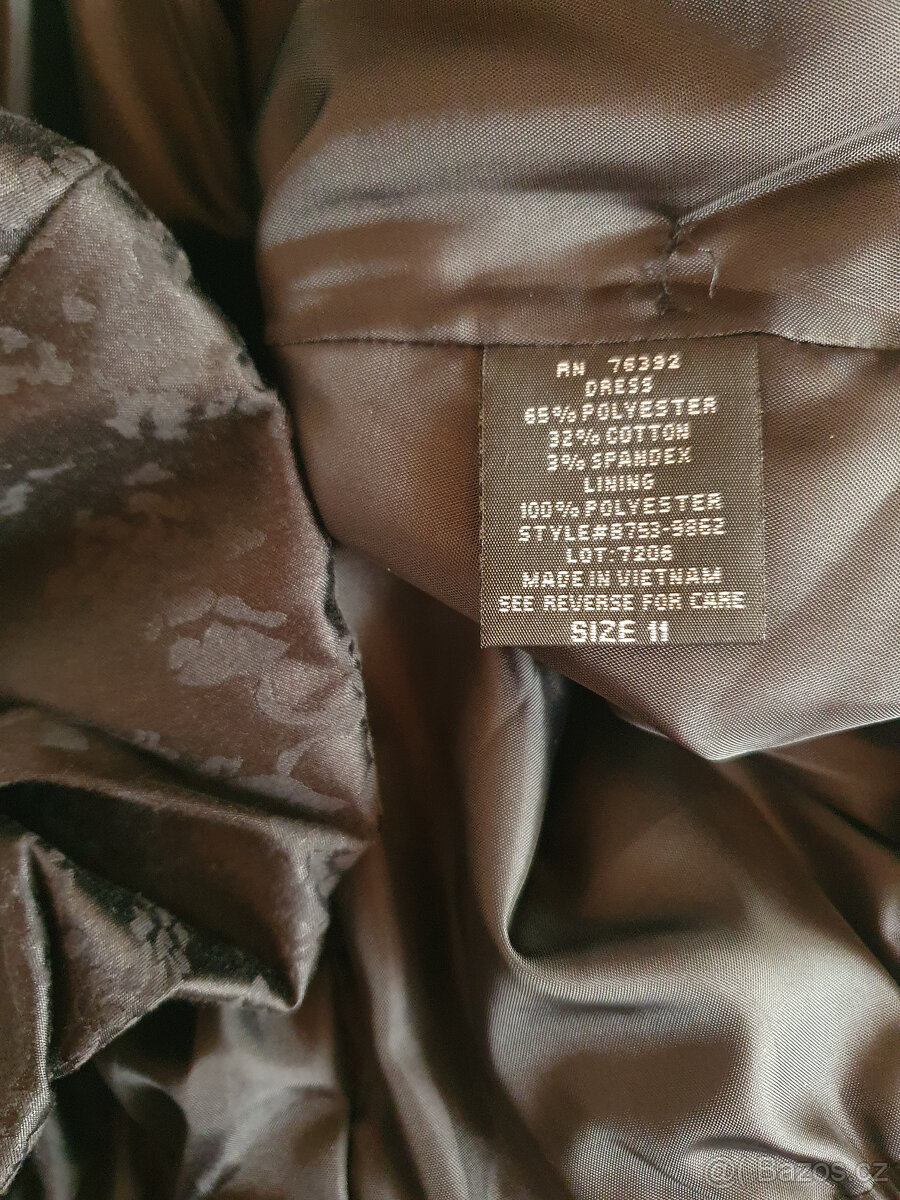 RN 76392
DRESS
65% POLYESTER
32% COTTON
3% SPANDEX
LINING
100% POLYESTER
STYLE#8753-9862
LOT:7206
MADE IN VIETNAM
SEE REVERSE FOR CARE
SIZE 11
@ Bazos.cz